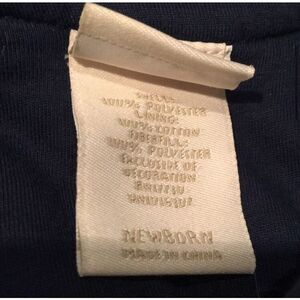 SHELL:
100% POLYESTER
LINING:
100% COTTON
FIBERFILL:
100% POLYESTER
EXCLUSIVE OF
DECORATION
NEWBORN
MADE IN CHINA